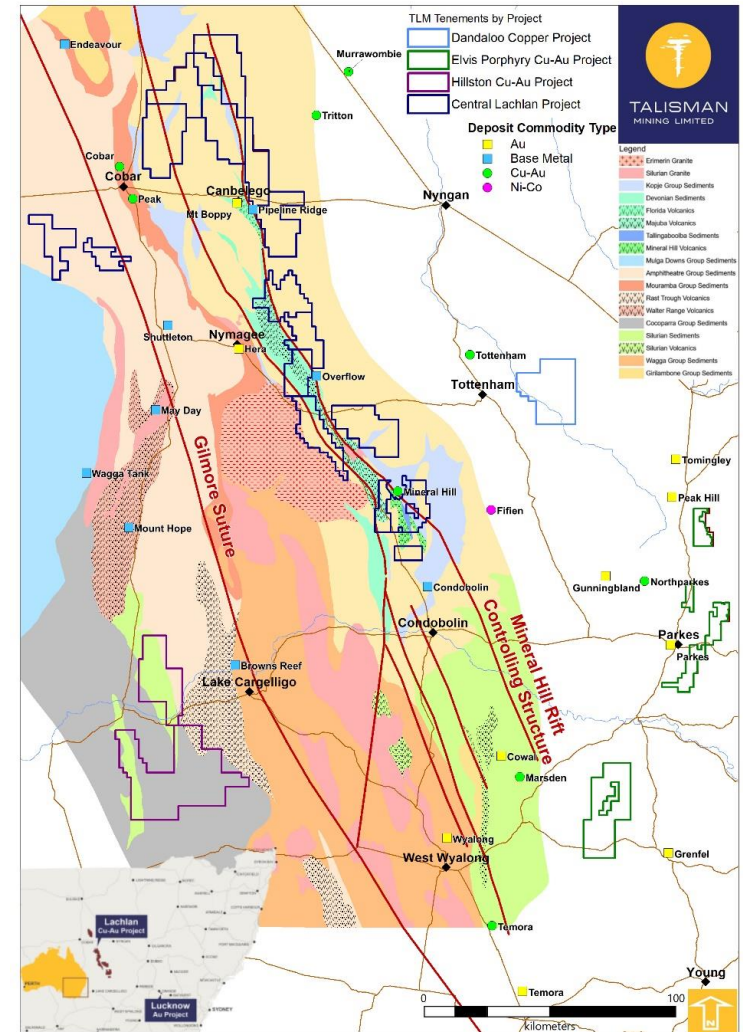 TLM Tenements by Project
Dandaloo Copper Project
Elvis Porphyry Cu-Au Project
Hillston Cu-Au Project
Central Lachlan Project
Deposit Commodity Type
Au
Base Metal
Cu-Au
Ni-Co
TALISMAN
MINING LIMITED
Legend
Erimerin Granite
Silurian Granite
Kopje Group Sediments
Devonian Sediments
Florida Volcanics
Majuba Volcanics
Tallingaboolba Sediments
Mineral Hill Volcanics
Mulga Downs Group Sediments
Amphitheatre Group Sediments
Mouramba Group Sediments
Rast Trough Volcanics
Walter Range Volcanics
Cocopara Group Sediments
Silurian Sediments
Silurian Volcanics
Wagga Group Sediments
Girilambone Group Sediments
Endeavour
Murrawombie
Tritton
Cobar
Cobar
Peak
Canbelego
Mt Boppy
Pipeline Ridge
Nyngan
Shuttleton
Nymagee
Hera
Overflow
Tottenham
Tottenham
May Day
Wagga Tank
Mount Hope
Gilmore Suture
Mineral Hill
Fifien
Tomingley
Peak Hill
Gunningbland
Northparkes
Condobolin
Condobolin
Parkes
Parkes
Mineral Hill Rift
Controlling Structure
Browns Reef
Lake Cargelligo
Cowal
Marsden
Wyalong
West Wyalong
Grenfel
Temora
Temora
Young
Lachlan
Cu-Au Project
Lucknow
Au Project
PERTH
SYDNEY
0
100
kilometers
N